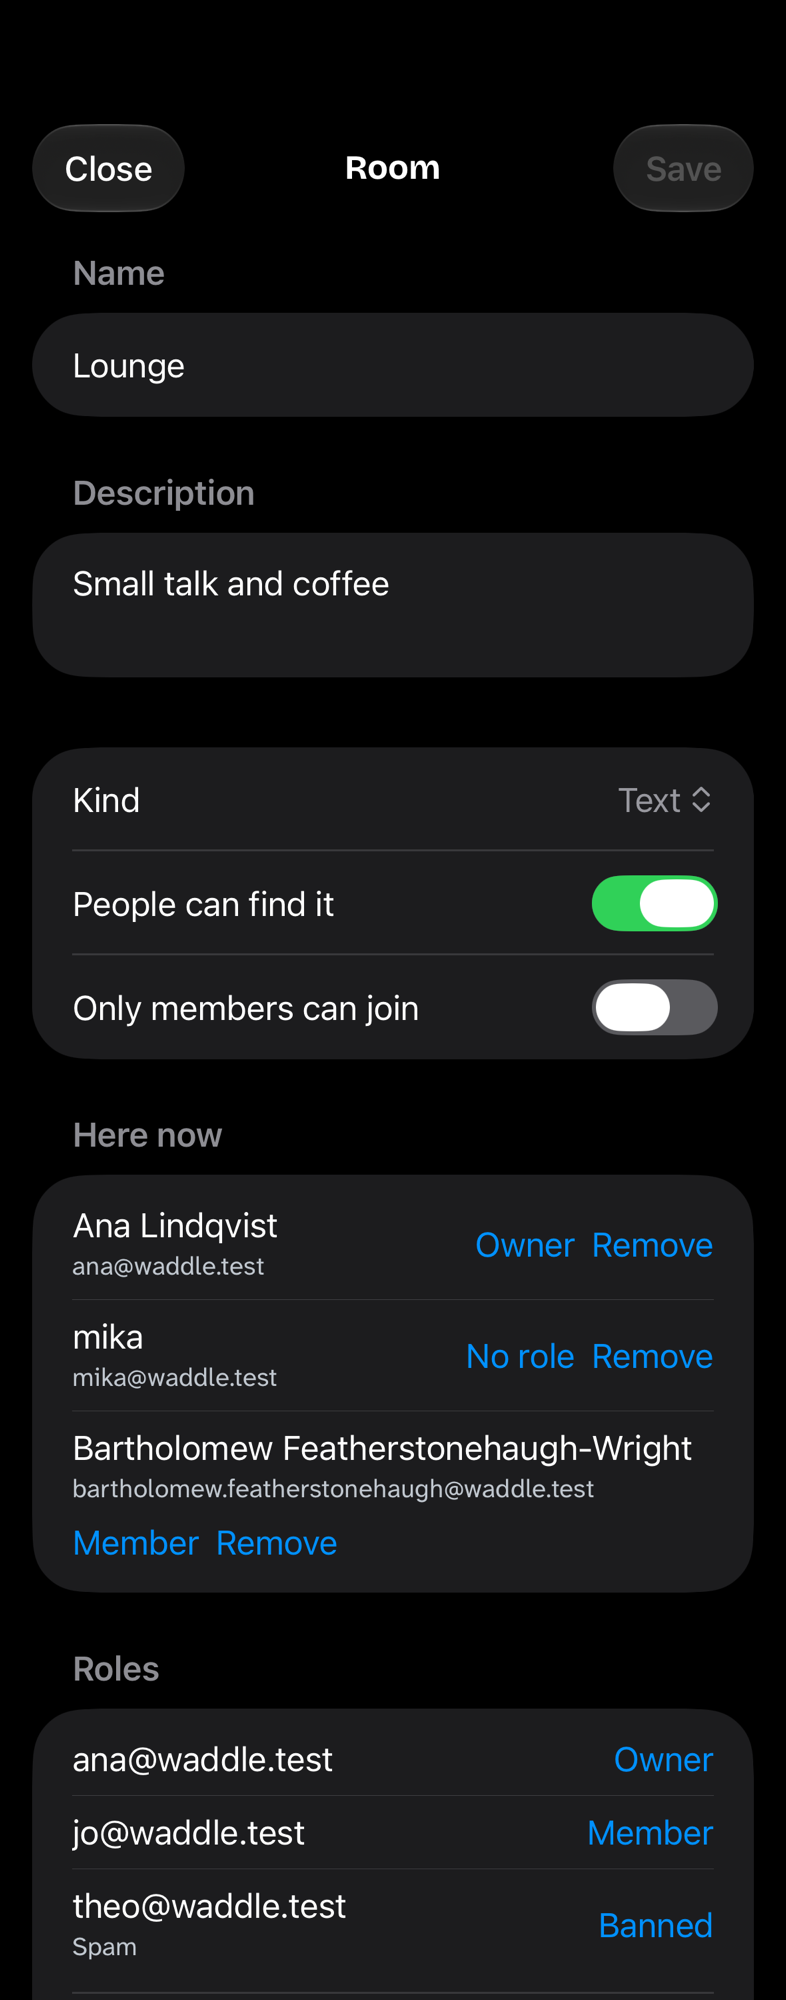 Close
Room
Save
Name
Lounge
Description
Small talk and coffee
Kind
Text
People can find it
Only members can join
Here now
Ana Lindqvist
ana@waddle.test
Owner Remove
mika
mika@waddle.test
No role Remove
Bartholomew Featherstonehaugh-Wright
bartholomew.featherstonehaugh@waddle.test
Member Remove
Roles
ana@waddle.test
Owner
jo@waddle.test
Member
theo@waddle.test
Spam
Banned